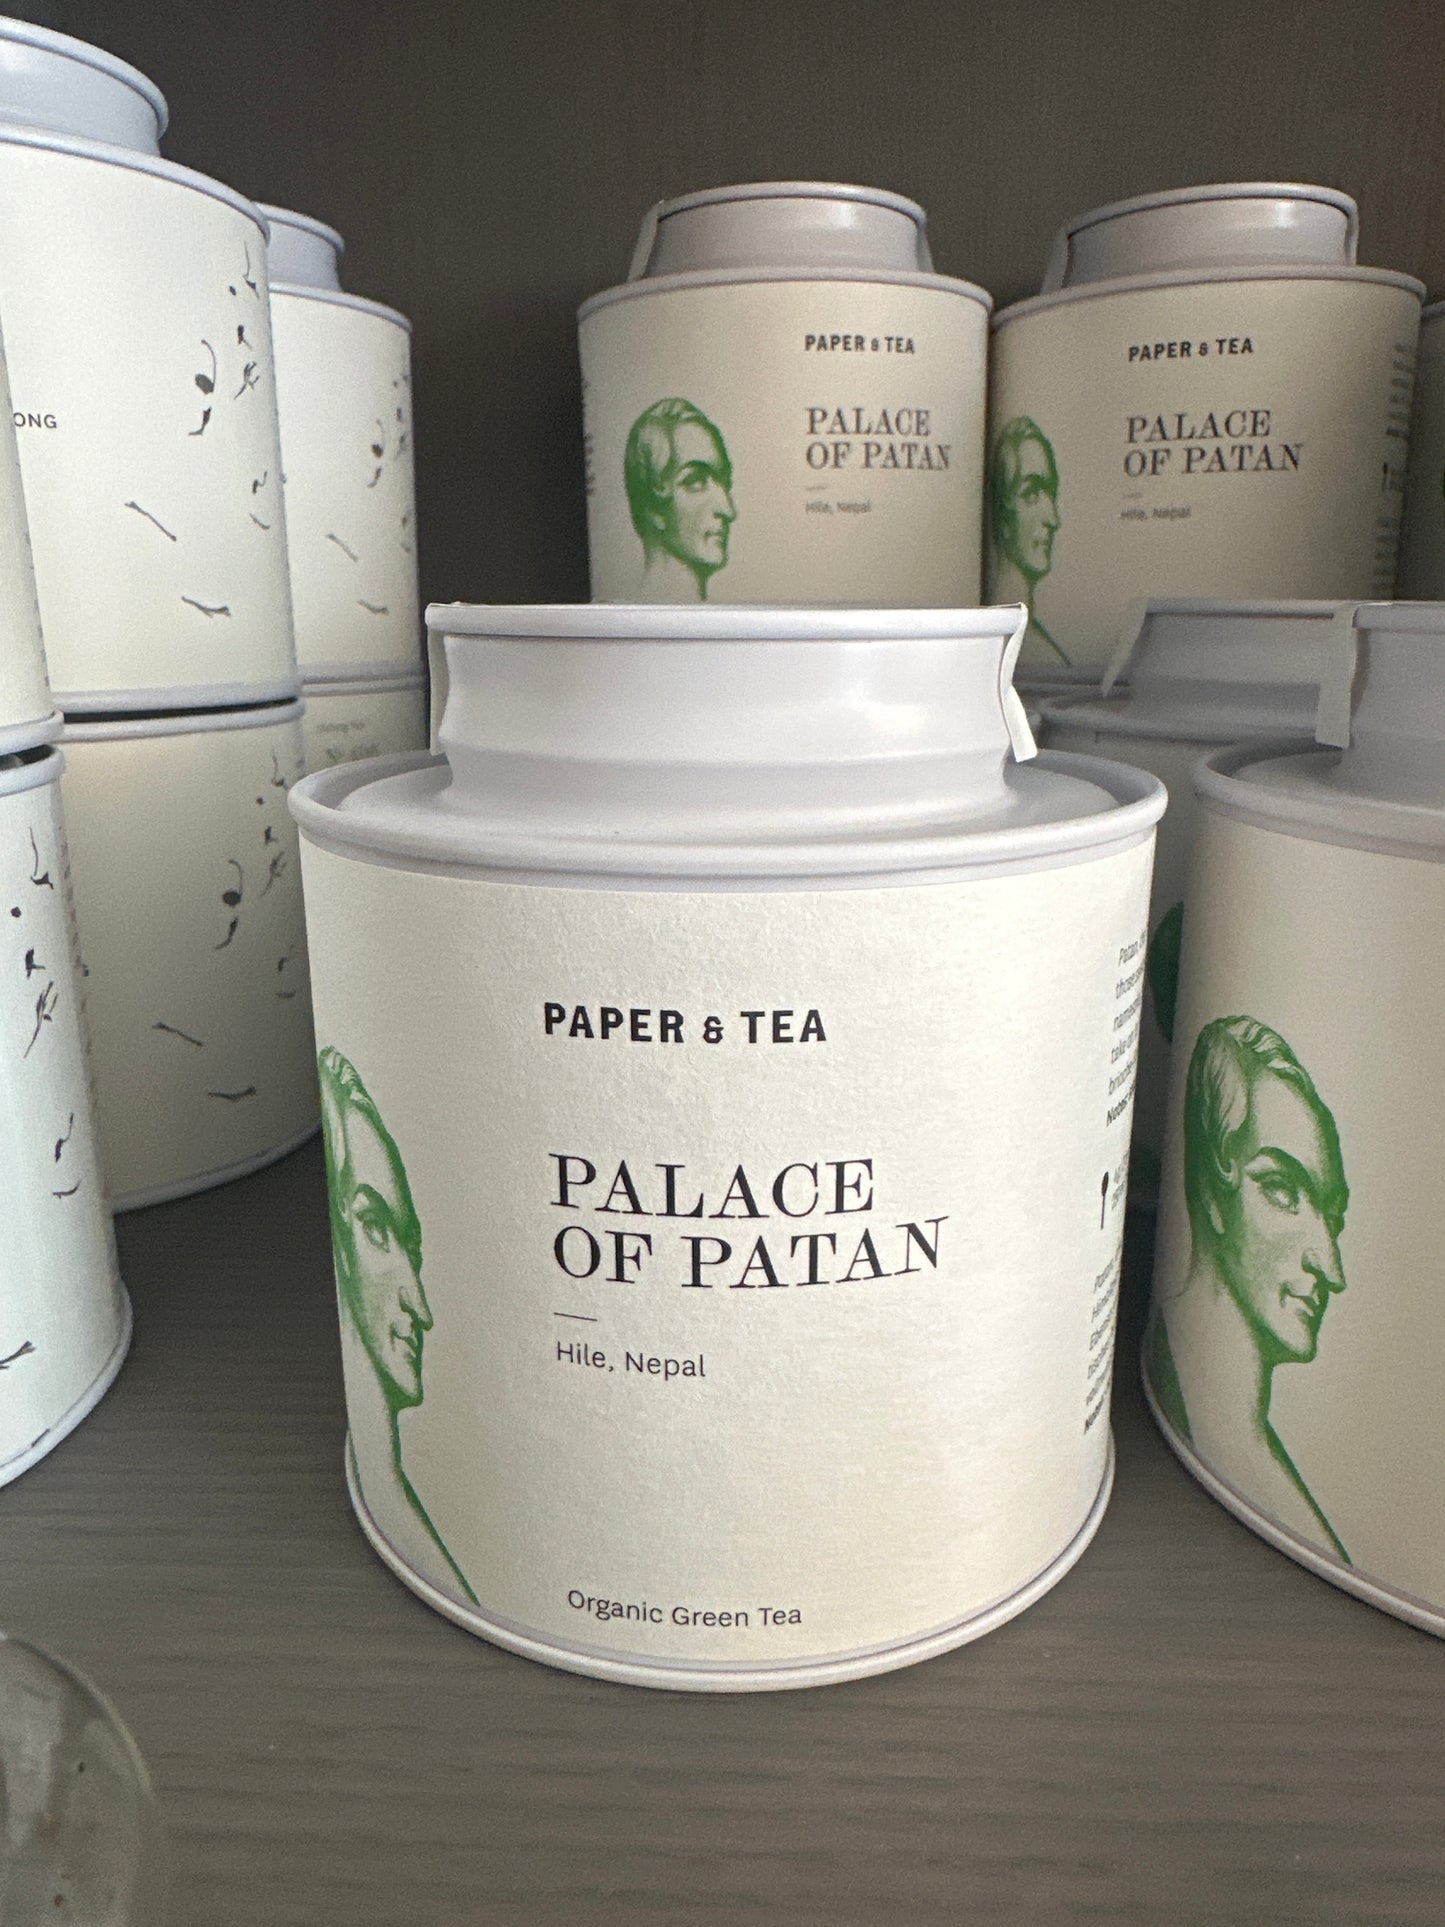 PAPER & TEA
PALACE
OF PATAN
Hile, Nepal
PAPER & TEA
PALACE
OF PATAN
Hile, Nepal
ONG
PAPER & TEA
PALACE
OF PATAN
Hile, Nepal
Organic Green Tea